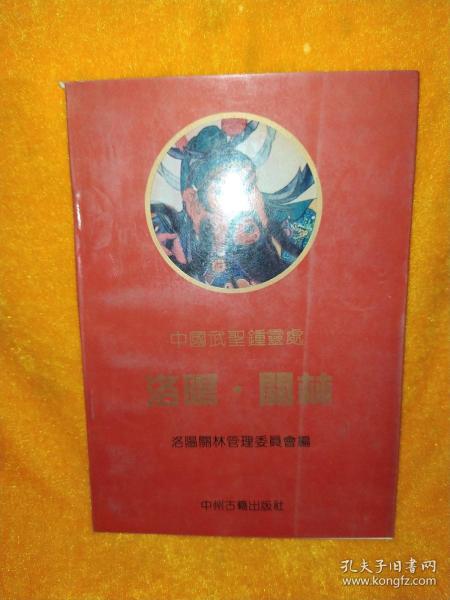 中國武聖鍾靈處
洛陽·關林
洛陽關林管理委員會編
中州古籍出版社
孔夫子旧书网
www.kongfz.com